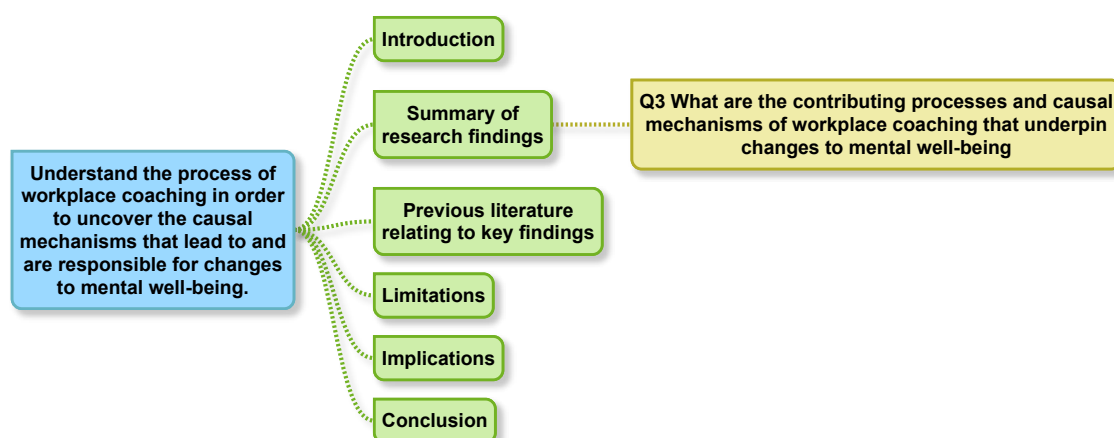 Understand the process of
workplace coaching in order
to uncover the causal
mechanisms that lead to and
are responsible for changes
to mental well-being.
Introduction
Summary of
research findings
Q3 What are the contributing processes and causal
mechanisms of workplace coaching that underpin
changes to mental well-being
Previous literature
relating to key findings
Limitations
Implications
Conclusion